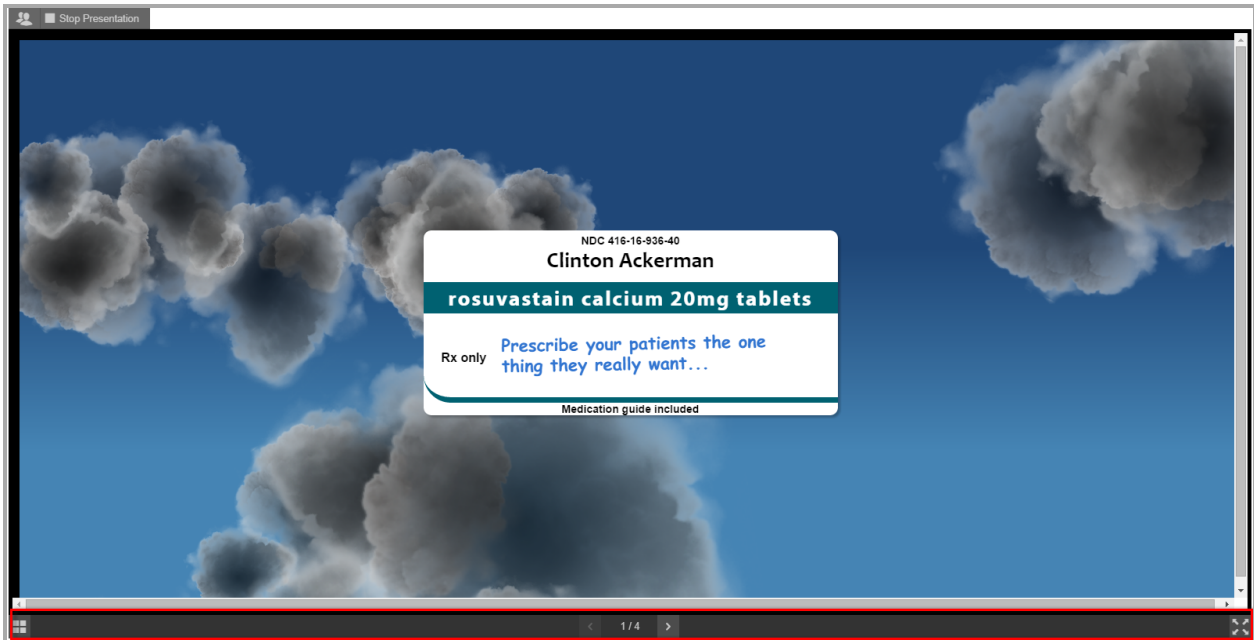 Stop Presentation
NDC 416-16-936-40
Clinton Ackerman
rosuvastain calcium 20mg tablets
Rx only
Prescribe your patients the one
thing they really want...
Medication guide included
1/4